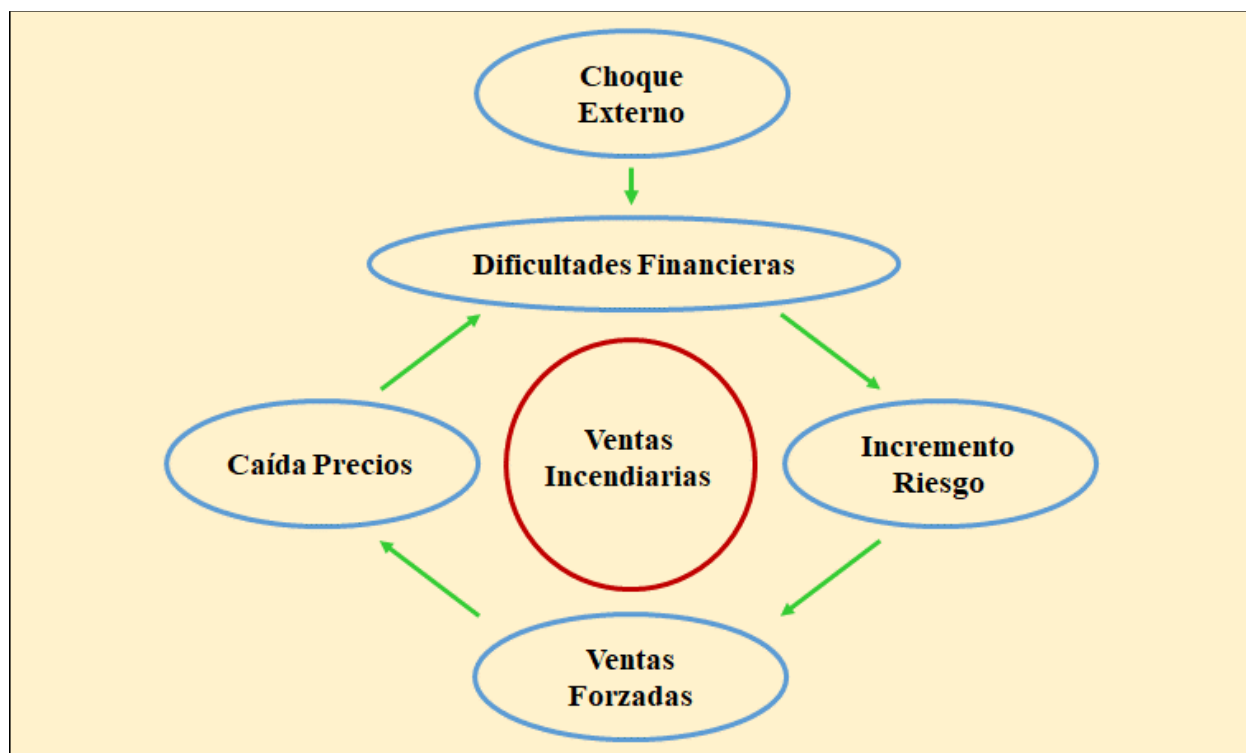 Choque
Externo
Dificultades Financieras
Caída Precios
Ventas
Incendiarias
Incremento
Riesgo
Ventas
Forzadas